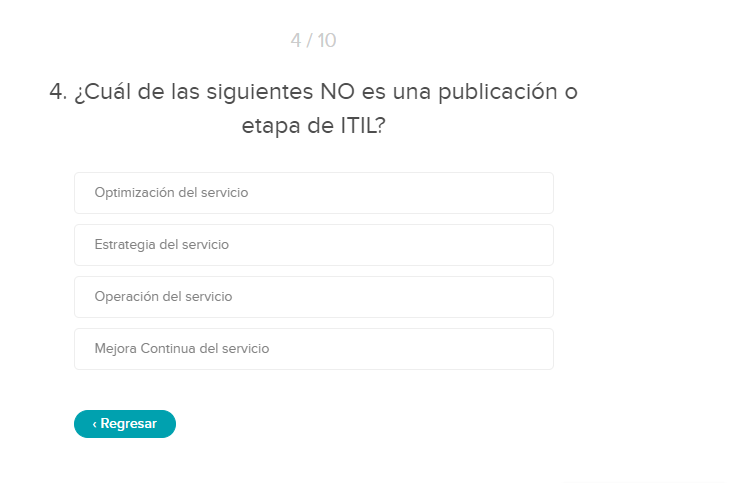 4 / 10
4. ¿Cuál de las siguientes NO es una publicación o
etapa de ITIL?
Optimización del servicio
Estrategia del servicio
Operación del servicio
Mejora Continua del servicio
‹ Regresar